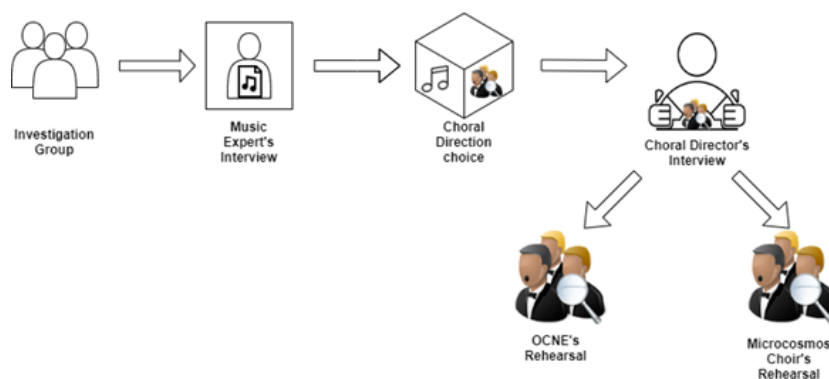 Investigation
Group
Music
Expert's
Interview
Choral
Direction
choice
Choral Director's
Interview
OCNE's
Rehearsal
Microcosmos
Choir's
Rehearsal